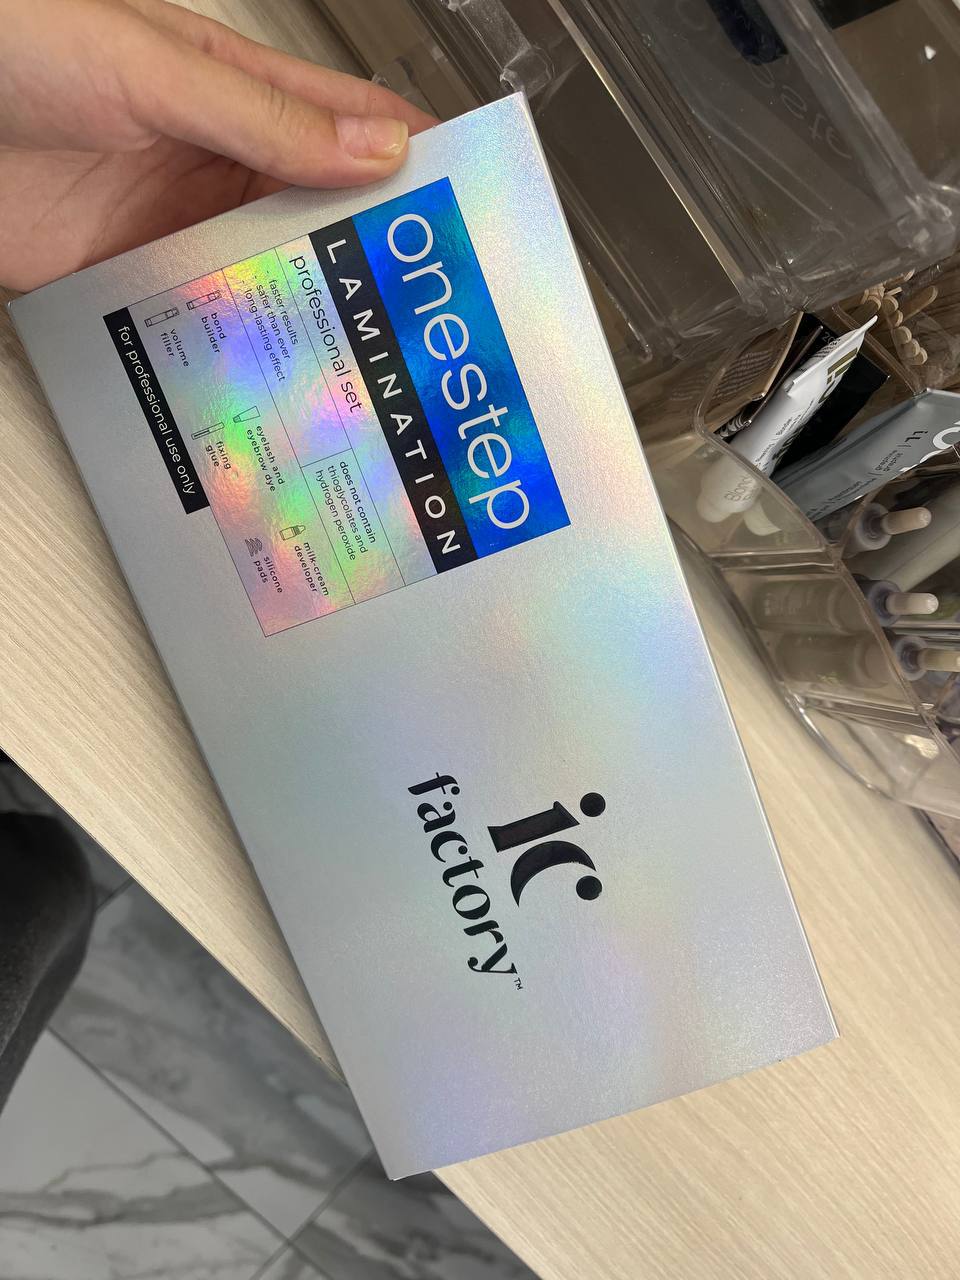 onestep
LAMINATION
professional set
· faster results
· safer than ever
· long-lasting effect
does not contain
thioglycolates and
hydrogen peroxide
bond
builder
eyelash and
eyebrow dye
milk-cream
developer
volume
filler
fixing
glue
silicone
pads
for professional use only
ic
factory™